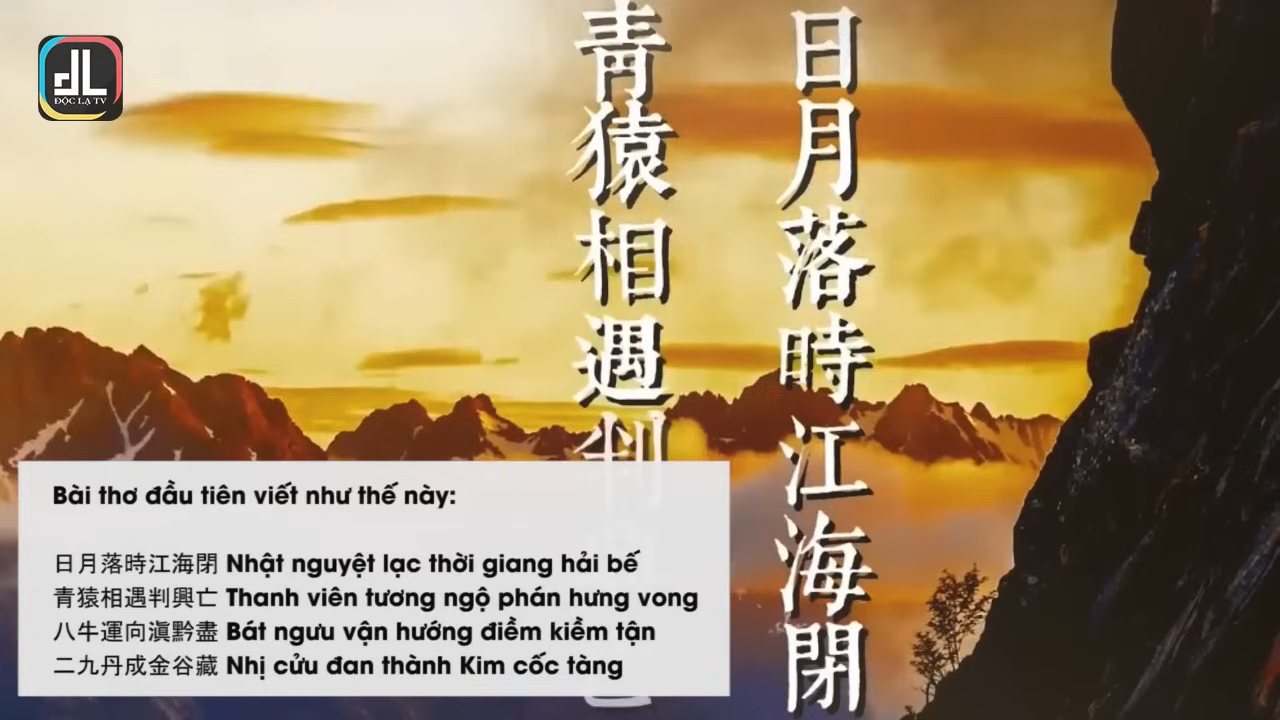 ĐỘC LẠ TV
日月落時江海閉
青猿相遇判
Bài thơ đầu tiên viết như thế này:
日月落時江海閉 Nhật nguyệt lạc thời giang hải bế
青猿相遇判興亡 Thanh viên tương ngộ phán hưng vong
八牛運向滇黔盡 Bát ngưu vận hướng điềm kiềm tận
二九丹成金谷藏 Nhị cửu đan thành Kim cốc tàng